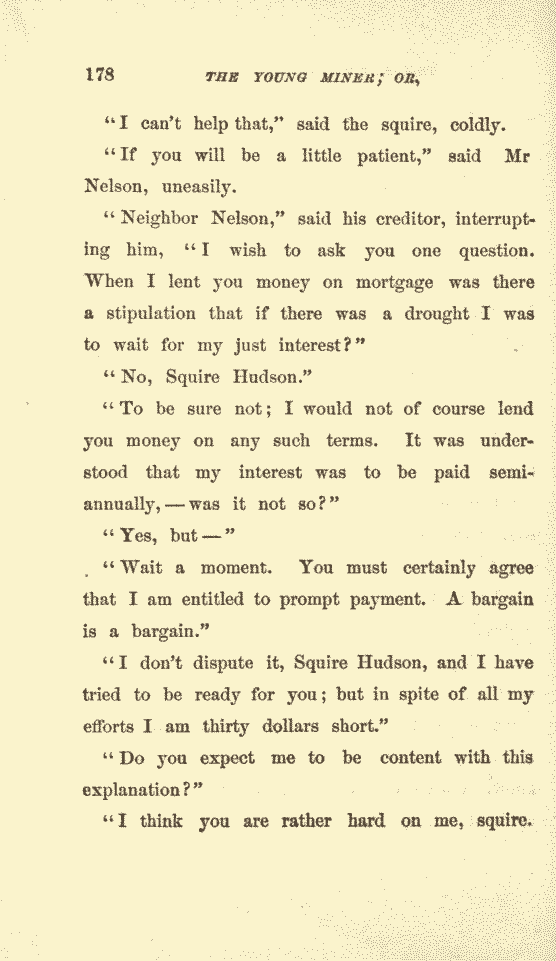 178 THE YOUNG MINER; OR,
“I can't help that,” said the squire, coldly.
“If you will be a little patient,” said Mr
Nelson, uneasily.
“Neighbor Nelson,” said his creditor, interrupt-
ing him, “I wish to ask you one question.
When I lent you money on mortgage was there
a stipulation that if there was a drought I was
to wait for my just interest?”
“No, Squire Hudson.”
“To be sure not; I would not of course lend
you money on any such terms. It was under-
stood that my interest was to be paid semi-
annually,—was it not so?”
“Yes, but—”
“Wait a moment. You must certainly agree
that I am entitled to prompt payment. A bargain
is a bargain.”
“I don't dispute it, Squire Hudson, and I have
tried to be ready for you; but in spite of all my
efforts I am thirty dollars short.”
“Do you expect me to be content with this
explanation?”
“I think you are rather hard on me, squire.